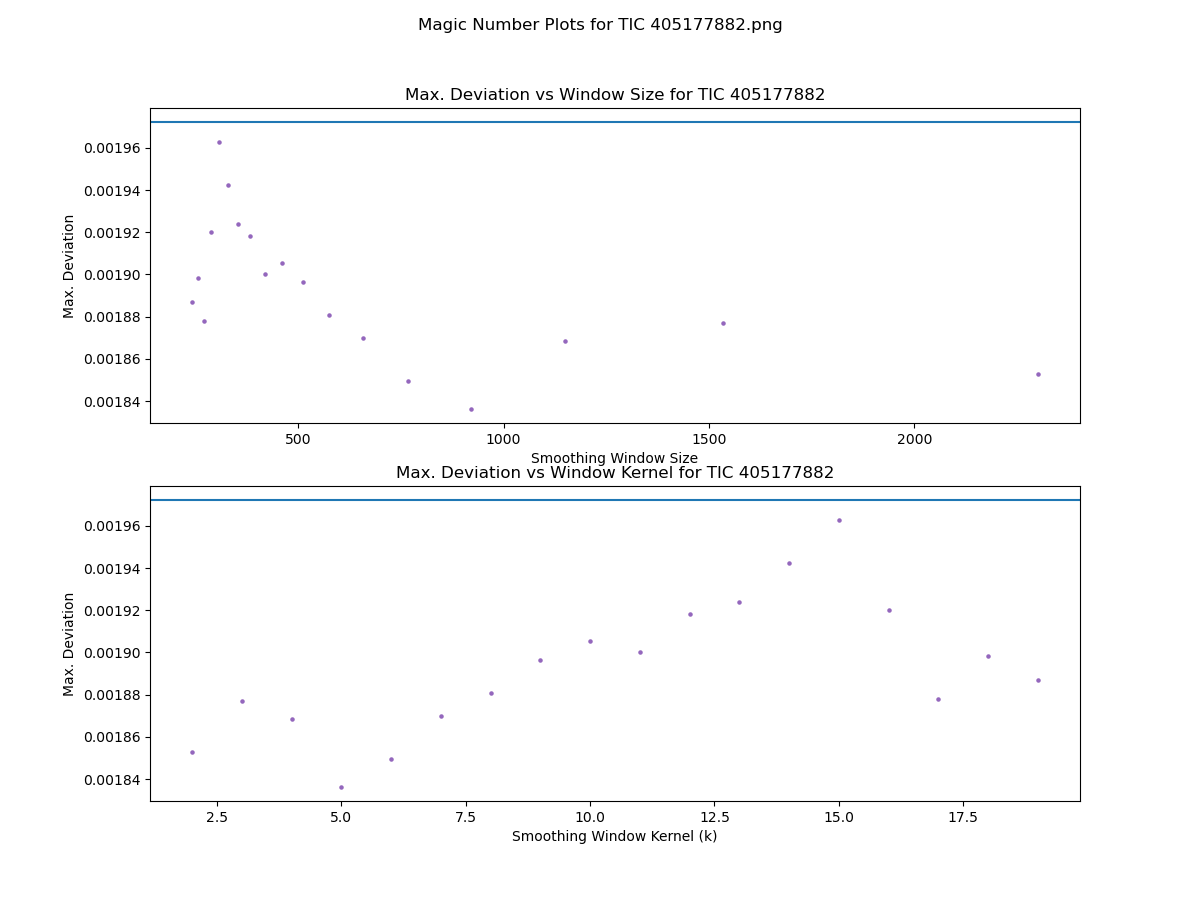 Magic Number Plots for TIC 405177882.png
Max. Deviation vs Window Size for TIC 405177882
0.00196
0.00194
0.00192
0.00190
0.00188
0.00186
0.00184
Max. Deviation
500 1000 1500 2000
Smoothing Window Size
Max. Deviation vs Window Kernel for TIC 405177882
0.00196
0.00194
0.00192
0.00190
0.00188
0.00186
0.00184
Max. Deviation
2.5 5.0 7.5 10.0 12.5 15.0 17.5
Smoothing Window Kernel (k)